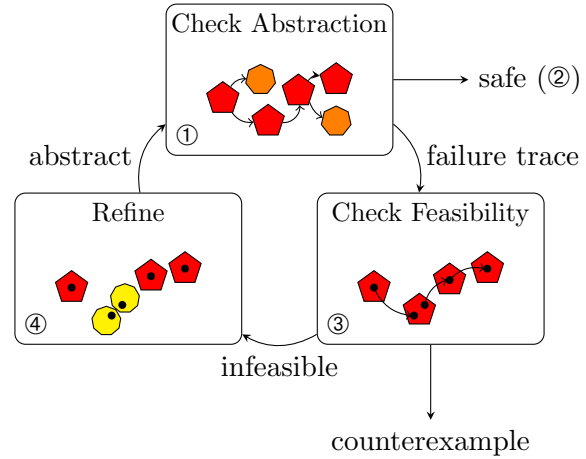 Check Abstraction
①
safe (②)
abstract
failure trace
Refine
④
Check Feasibility
③
infeasible
counterexample